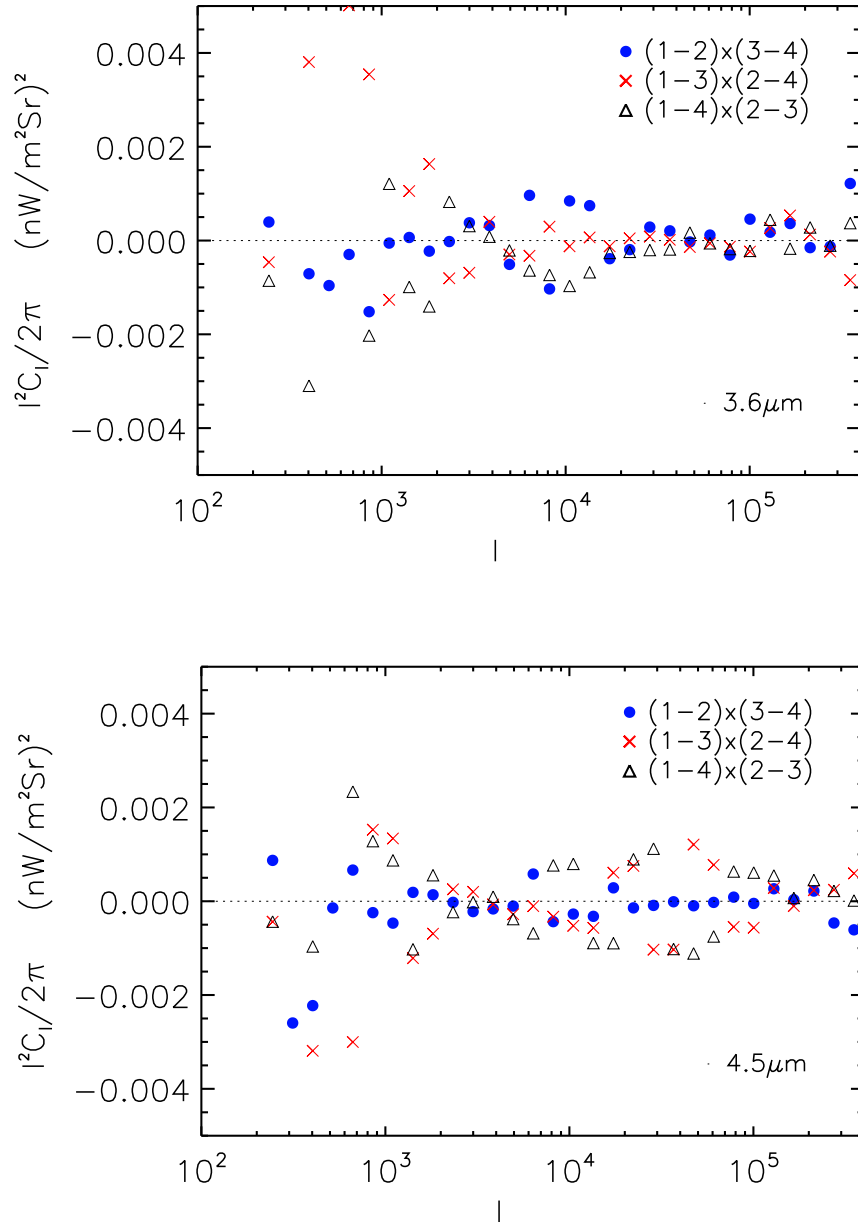 0.004
0.002
0.000
−0.002
−0.004
l²C_l/2π (nW/m²Sr)²
(1−2)x(3−4)
(1−3)x(2−4)
(1−4)x(2−3)
3.6μm
10² 10³ 10⁴ 10⁵
l
0.004
0.002
0.000
−0.002
−0.004
l²C_l/2π (nW/m²Sr)²
(1−2)x(3−4)
(1−3)x(2−4)
(1−4)x(2−3)
4.5μm
10² 10³ 10⁴ 10⁵
l